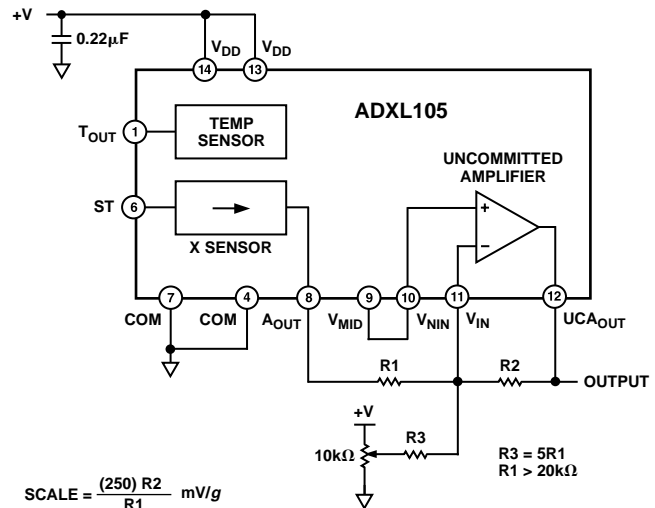 +V
0.22µF
VDD VDD
14 13
ADXL105
TOUT 1 TEMP
SENSOR
UNCOMMITTED
AMPLIFIER
ST 6
X SENSOR
+
−
7 4 8 9 10 11 12
COM COM AOUT VMID VNIN VIN UCAOUT
R1 R2 OUTPUT
+V
10kΩ R3
R3 = 5R1
R1 > 20kΩ
SCALE = (250) R2 mV/g
R1